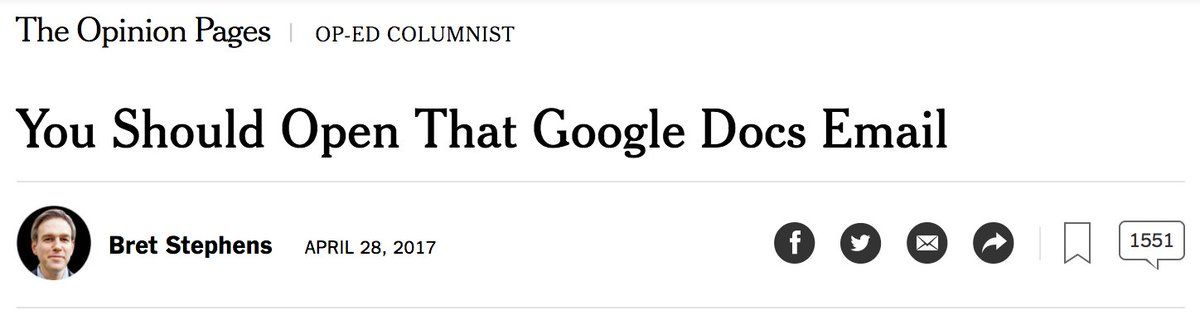 The Opinion Pages | OP-ED COLUMNIST
You Should Open That Google Docs Email
Bret Stephens APRIL 28, 2017 1551